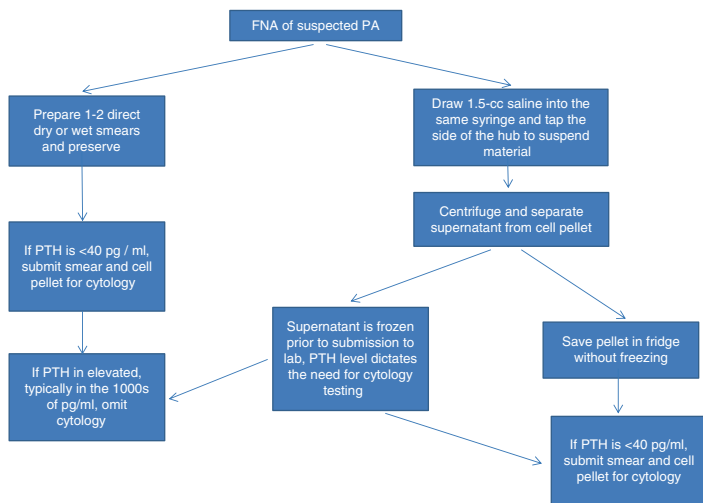 FNA of suspected PA
Prepare 1-2 direct
dry or wet smears
and preserve
Draw 1.5-cc saline into the
same syringe and tap the
side of the hub to suspend
material
Centrifuge and separate
supernatant from cell pellet
If PTH is <40 pg / ml,
submit smear and cell
pellet for cytology
Supernatant is frozen
prior to submission to
lab, PTH level dictates
the need for cytology
testing
Save pellet in fridge
without freezing
If PTH in elevated,
typically in the 1000s
of pg/ml, omit
cytology
If PTH is <40 pg/ml,
submit smear and cell
pellet for cytology